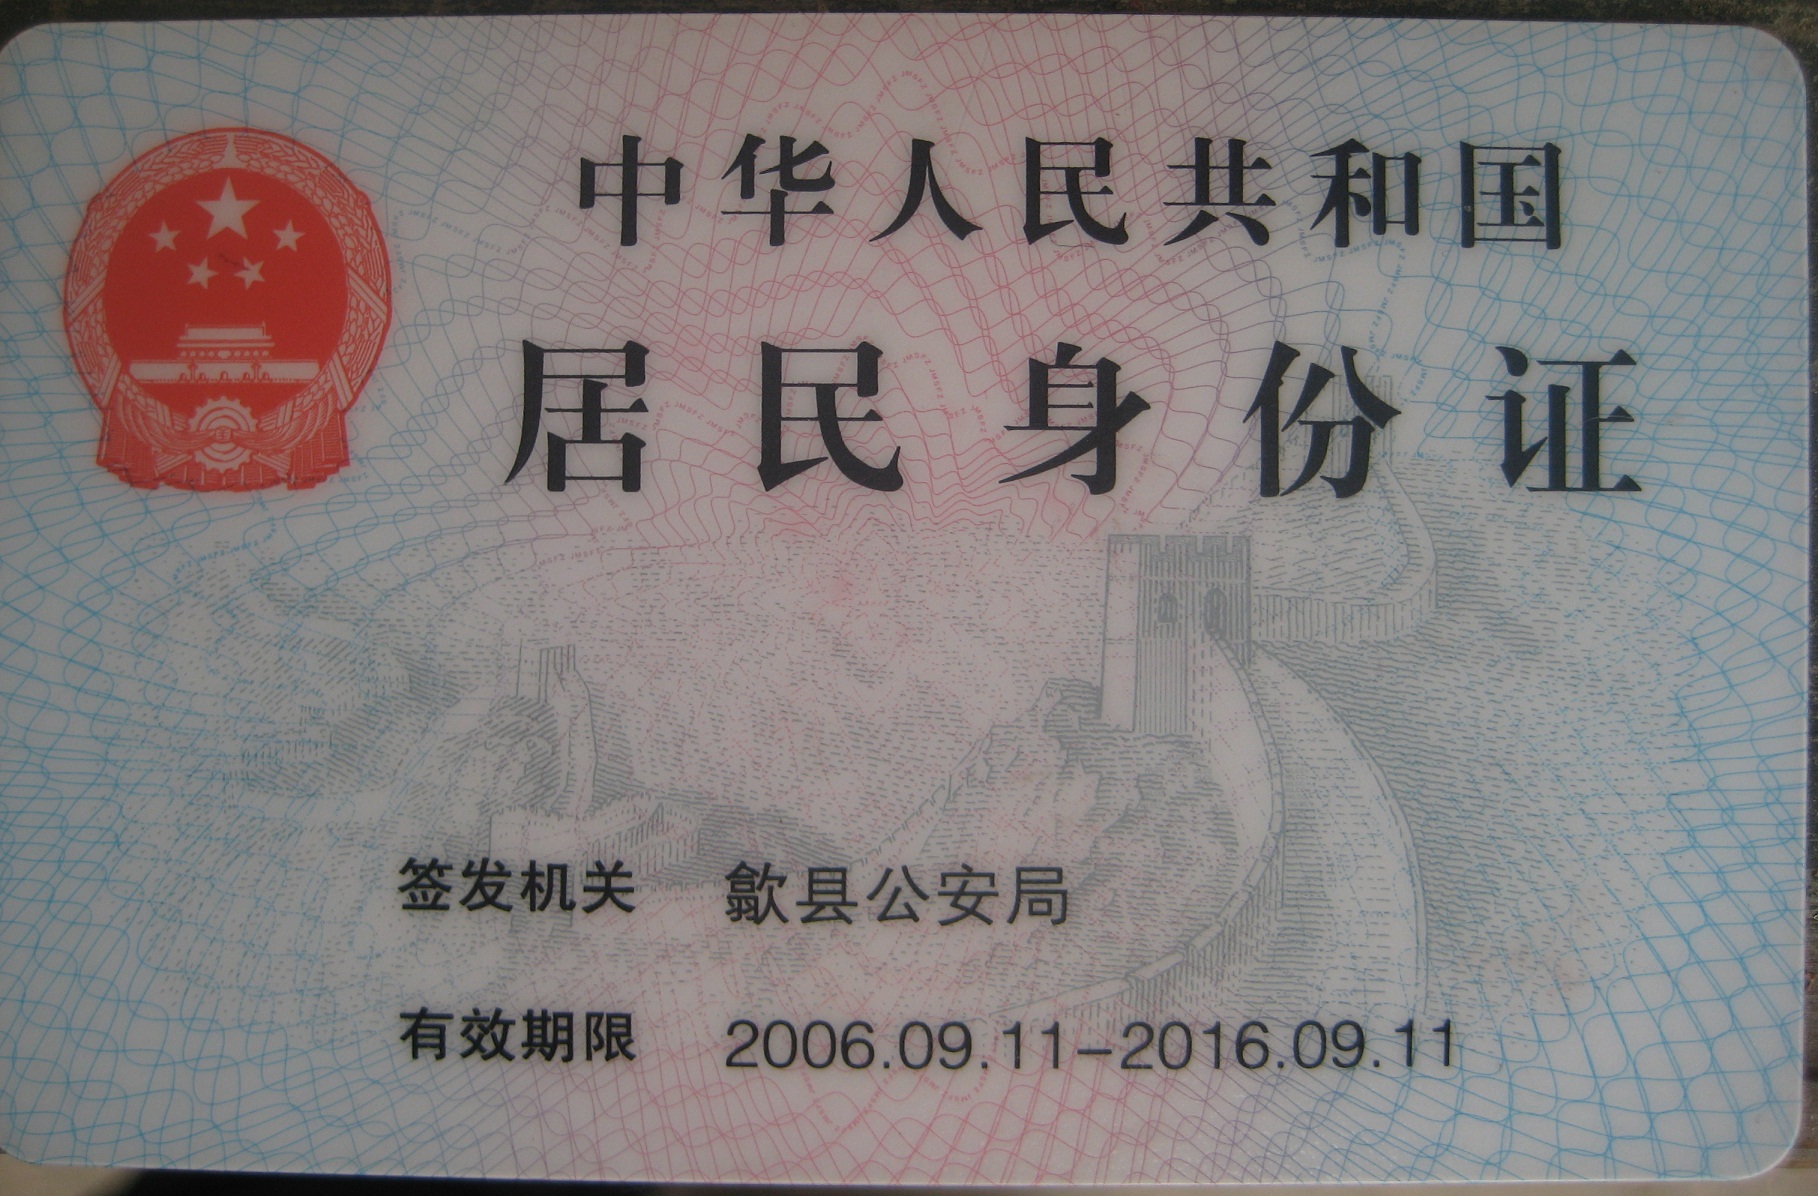 中华人民共和国
居民身份证
签发机关 歙县公安局
有效期限 2006.09.11-2016.09.11